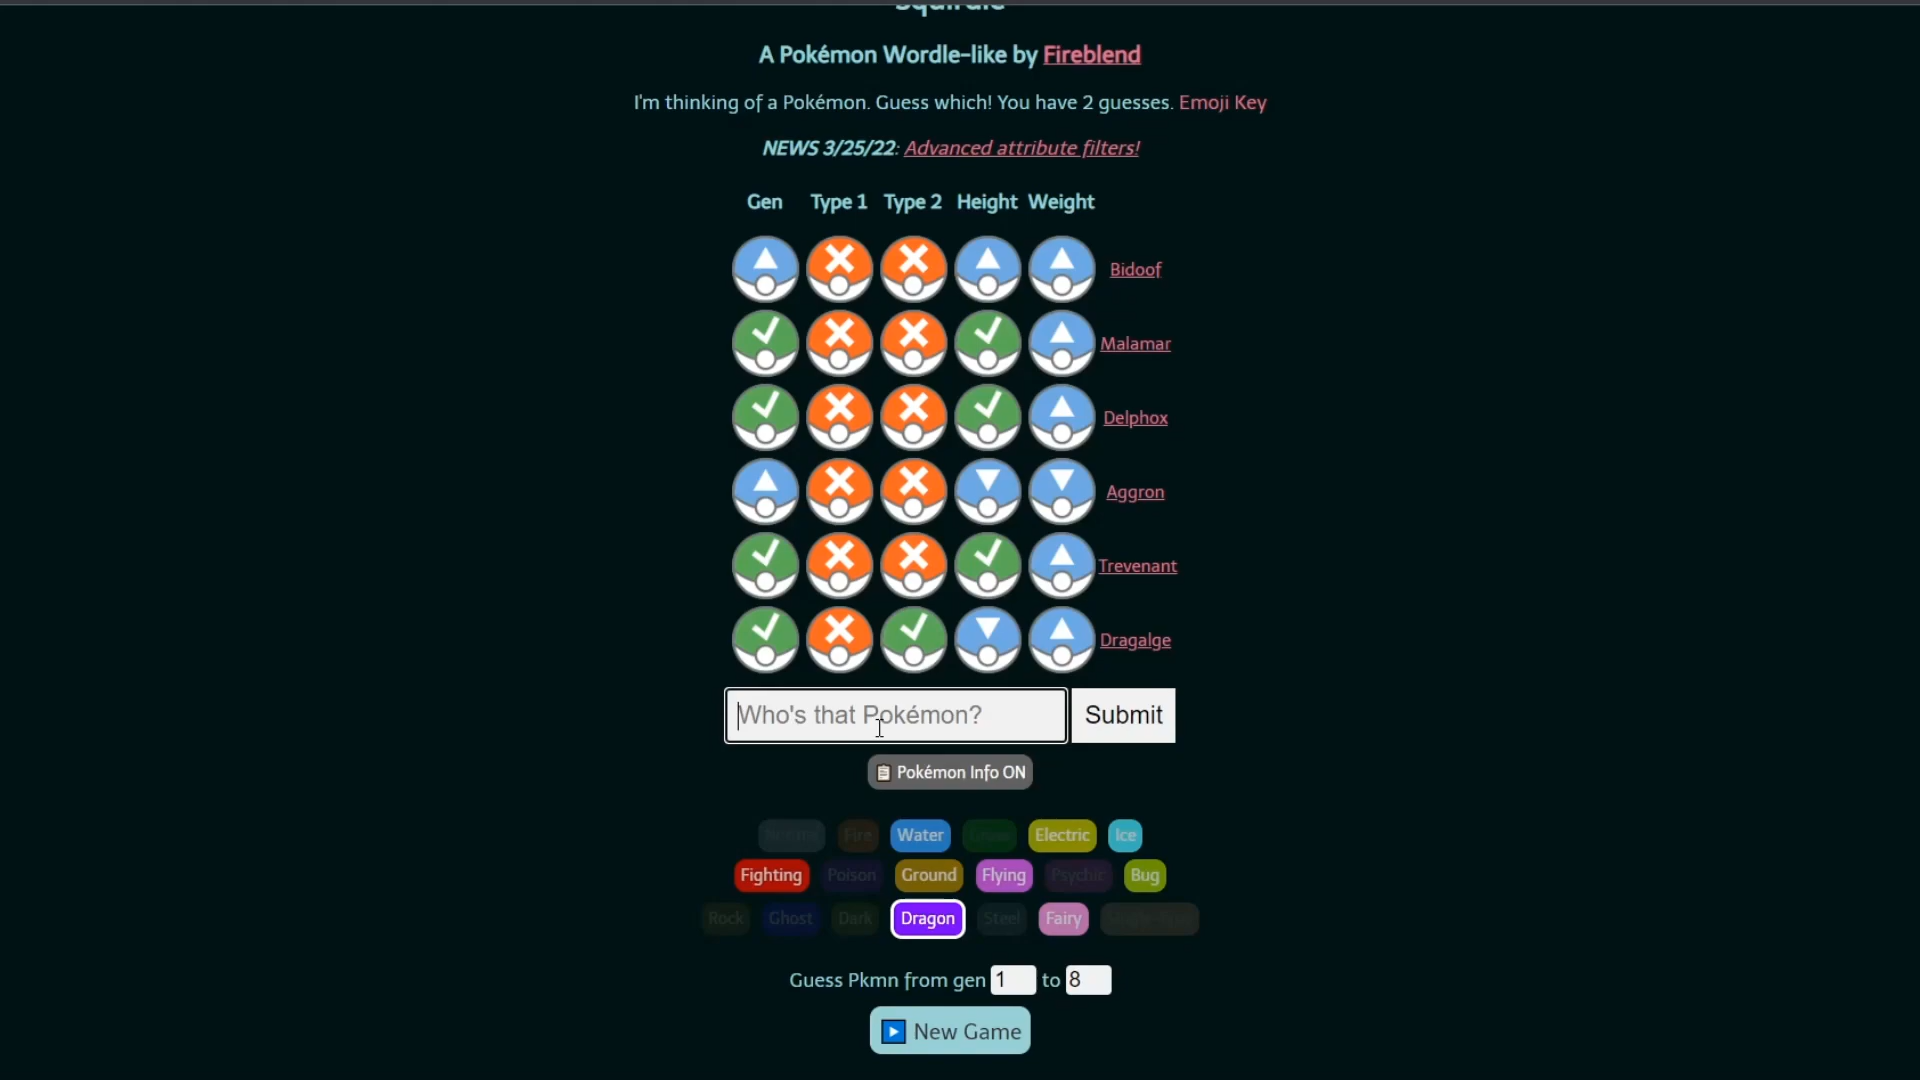 Squirdle
A Pokémon Wordle-like by Fireblend
I'm thinking of a Pokémon. Guess which! You have 2 guesses. Emoji Key
NEWS 3/25/22: Advanced attribute filters!
Gen Type 1 Type 2 Height Weight
Bidoof
Malamar
Delphox
Aggron
Trevenant
Dragalge
Who's that Pokémon? Submit
Pokémon Info ON
Fire Water Electric Ice
Fighting Poison Ground Flying Psychic Bug
Rock Ghost Dark Dragon Steel Fairy
Guess Pkmn from gen 1 to 8
New Game